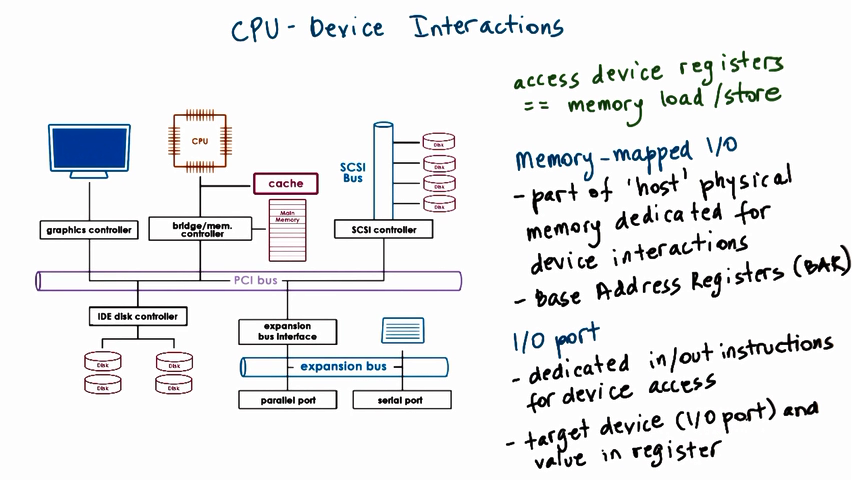 CPU - Device Interactions
access device registers
== memory load/store
CPU
SCSI
Bus
Disk
Disk
Disk
Disk
cache
Main
Memory
graphics controller
bridge/mem.
controller
SCSI controller
PCI bus
IDE disk controller
expansion
bus interface
Disk
Disk
Disk
Disk
expansion bus
parallel port
serial port
Memory-mapped I/O
- part of 'host' physical
memory dedicated for
device interactions
- Base Address Registers (BAR)
I/O port
- dedicated in/out instructions
for device access
- target device (I/O port) and
value in register